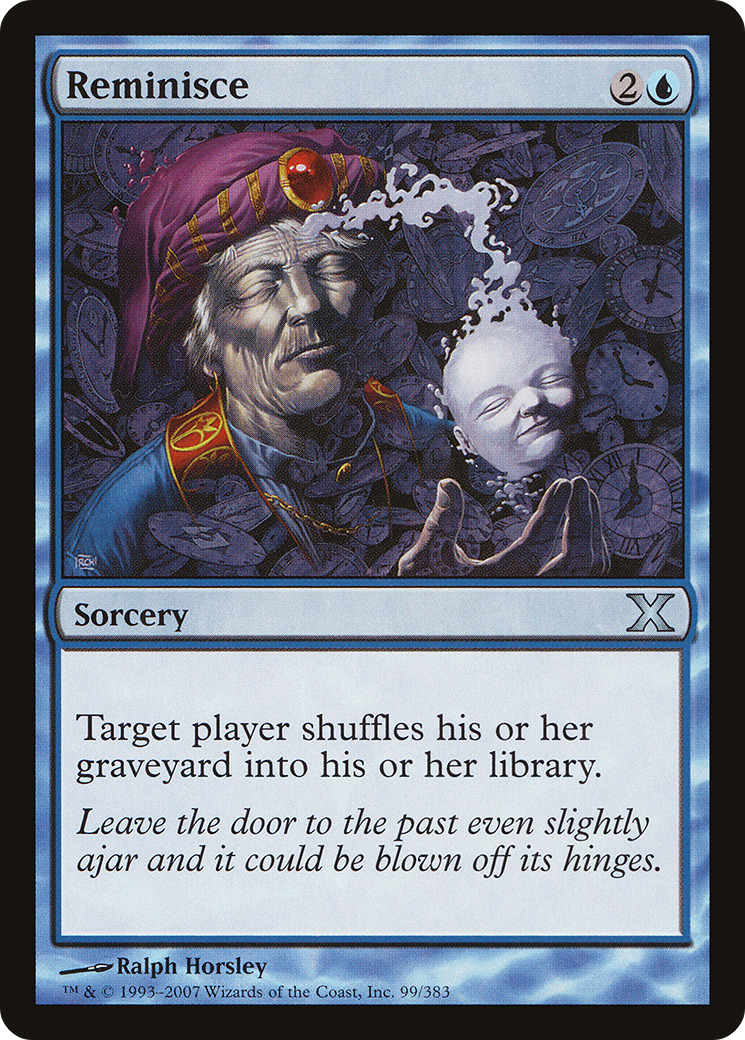 Reminisce 2
RCH
Sorcery X
Target player shuffles his or her
graveyard into his or her library.
Leave the door to the past even slightly
ajar and it could be blown off its hinges.
Ralph Horsley
™ & © 1993–2007 Wizards of the Coast, Inc. 99/383